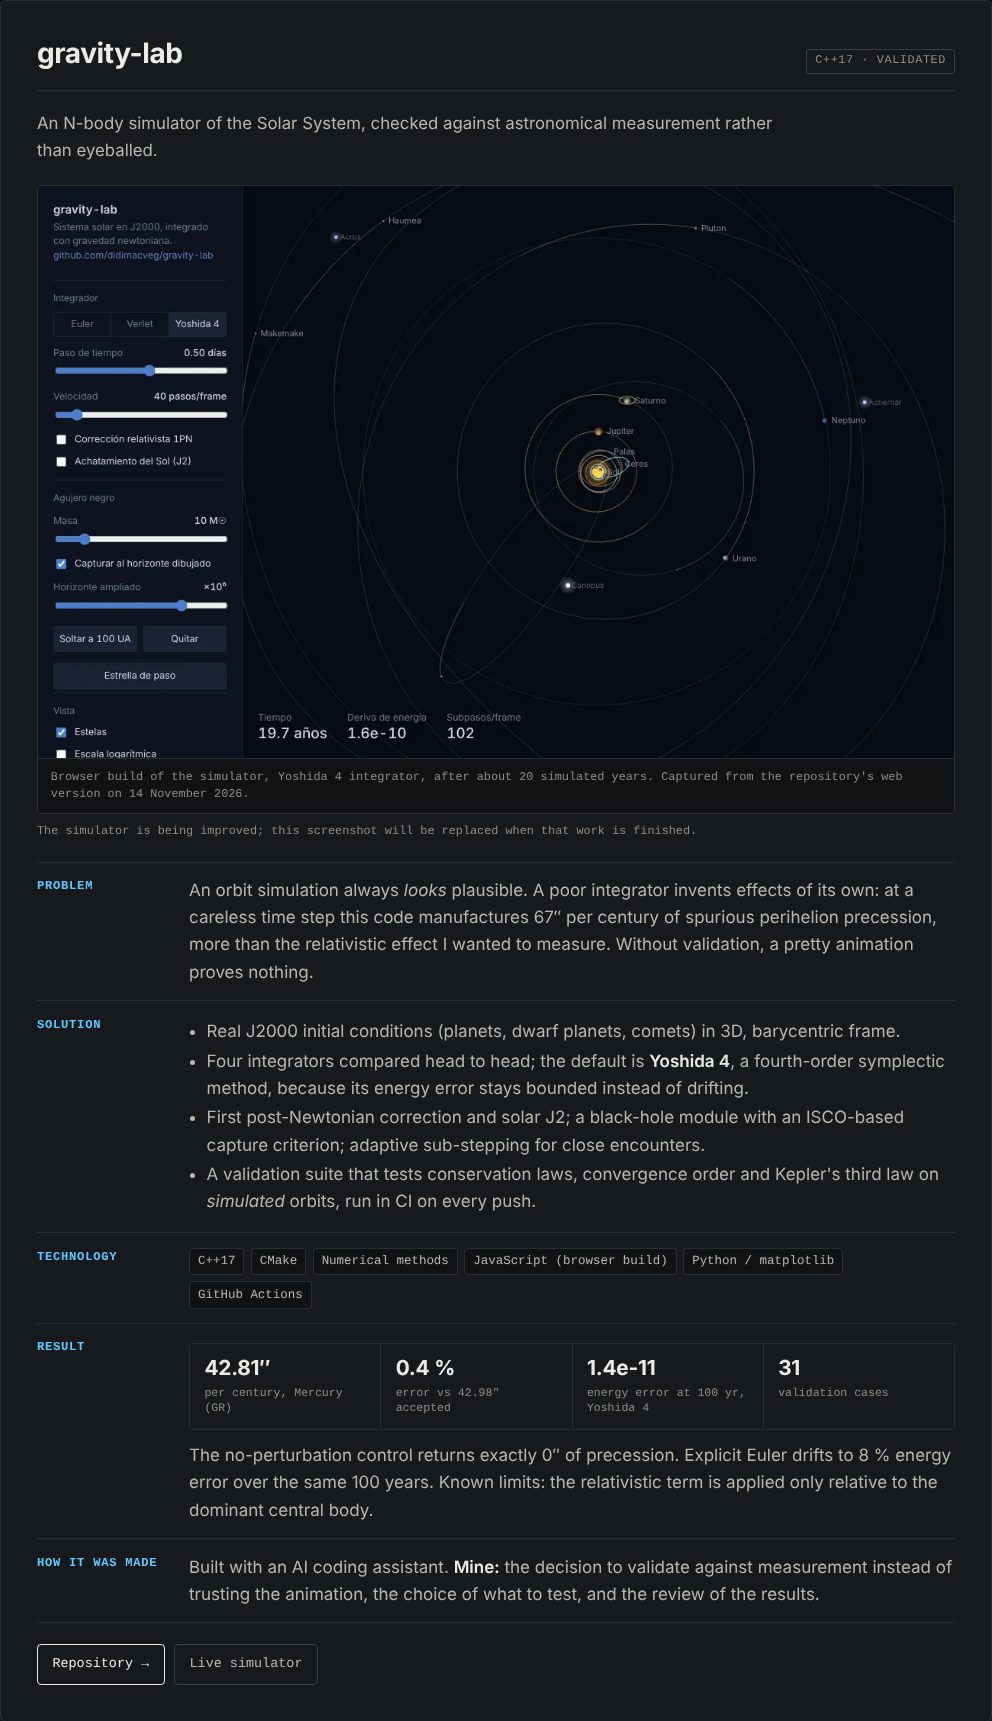 gravity-lab
C++17 · VALIDATED
An N-body simulator of the Solar System, checked against astronomical measurement rather
than eyeballed.
gravity-lab
Sistema solar en J2000, integrado
con gravedad newtoniana.
github.com/didimacveg/gravity-lab
Integrador
Euler
Verlet
Yoshida 4
Paso de tiempo
0.50 días
Velocidad
40 pasos/frame
Corrección relativista 1PN
Achatamiento del Sol (J2)
Agujero negro
Masa
10 M☉
Capturar al horizonte dibujado
Horizonte ampliado
×10⁶
Soltar a 100 UA
Quitar
Estrella de paso
Vista
Estelas
Escala logarítmica
Haumea
Acrux
Pluton
Makemake
Saturno
Achernar
Neptuno
Jupiter
Palas
Ceres
Sol
Urano
Canopus
Tiempo
19.7 años
Deriva de energía
1.6e-10
Subpasos/frame
102
Browser build of the simulator, Yoshida 4 integrator, after about 20 simulated years. Captured from the repository's web
version on 14 November 2026.
The simulator is being improved; this screenshot will be replaced when that work is finished.
PROBLEM
An orbit simulation always looks plausible. A poor integrator invents effects of its own: at a
careless time step this code manufactures 67″ per century of spurious perihelion precession,
more than the relativistic effect I wanted to measure. Without validation, a pretty animation
proves nothing.
SOLUTION
• Real J2000 initial conditions (planets, dwarf planets, comets) in 3D, barycentric frame.
• Four integrators compared head to head; the default is Yoshida 4, a fourth-order symplectic
method, because its energy error stays bounded instead of drifting.
• First post-Newtonian correction and solar J2; a black-hole module with an ISCO-based
capture criterion; adaptive sub-stepping for close encounters.
• A validation suite that tests conservation laws, convergence order and Kepler's third law on
simulated orbits, run in CI on every push.
TECHNOLOGY
C++17
CMake
Numerical methods
JavaScript (browser build)
Python / matplotlib
GitHub Actions
RESULT
42.81″
per century, Mercury
(GR)
0.4 %
error vs 42.98"
accepted
1.4e-11
energy error at 100 yr,
Yoshida 4
31
validation cases
The no-perturbation control returns exactly 0″ of precession. Explicit Euler drifts to 8 % energy
error over the same 100 years. Known limits: the relativistic term is applied only relative to the
dominant central body.
HOW IT WAS MADE
Built with an AI coding assistant. Mine: the decision to validate against measurement instead of
trusting the animation, the choice of what to test, and the review of the results.
Repository →
Live simulator